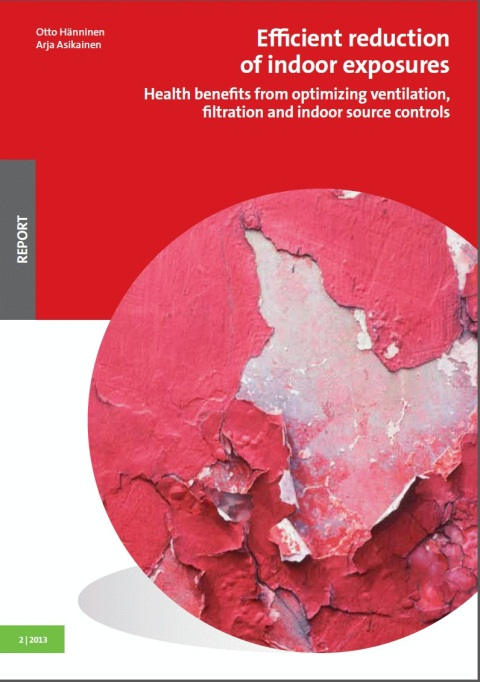 Otto Hänninen
Arja Asikainen
Efficient reduction
of indoor exposures
Health benefits from optimizing ventilation,
filtration and indoor source controls
REPORT
2 | 2013